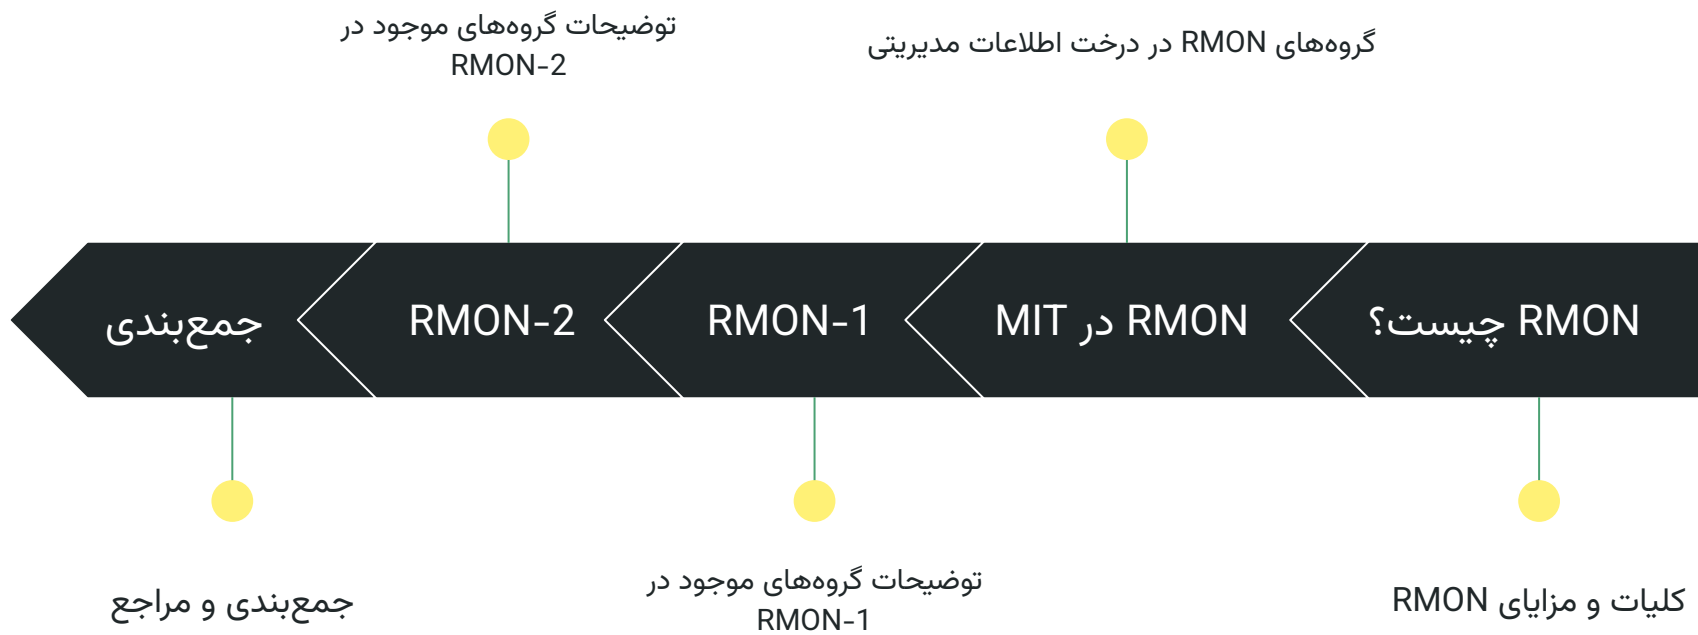 توضیحات گروه‌های موجود در
RMON-2
گروه‌های RMON در درخت اطلاعات مدیریتی
RMON چیست؟
RMON در MIT
RMON-1
RMON-2
جمع‌بندی
کلیات و مزایای RMON
توضیحات گروه‌های موجود در
RMON-1
جمع‌بندی و مراجع